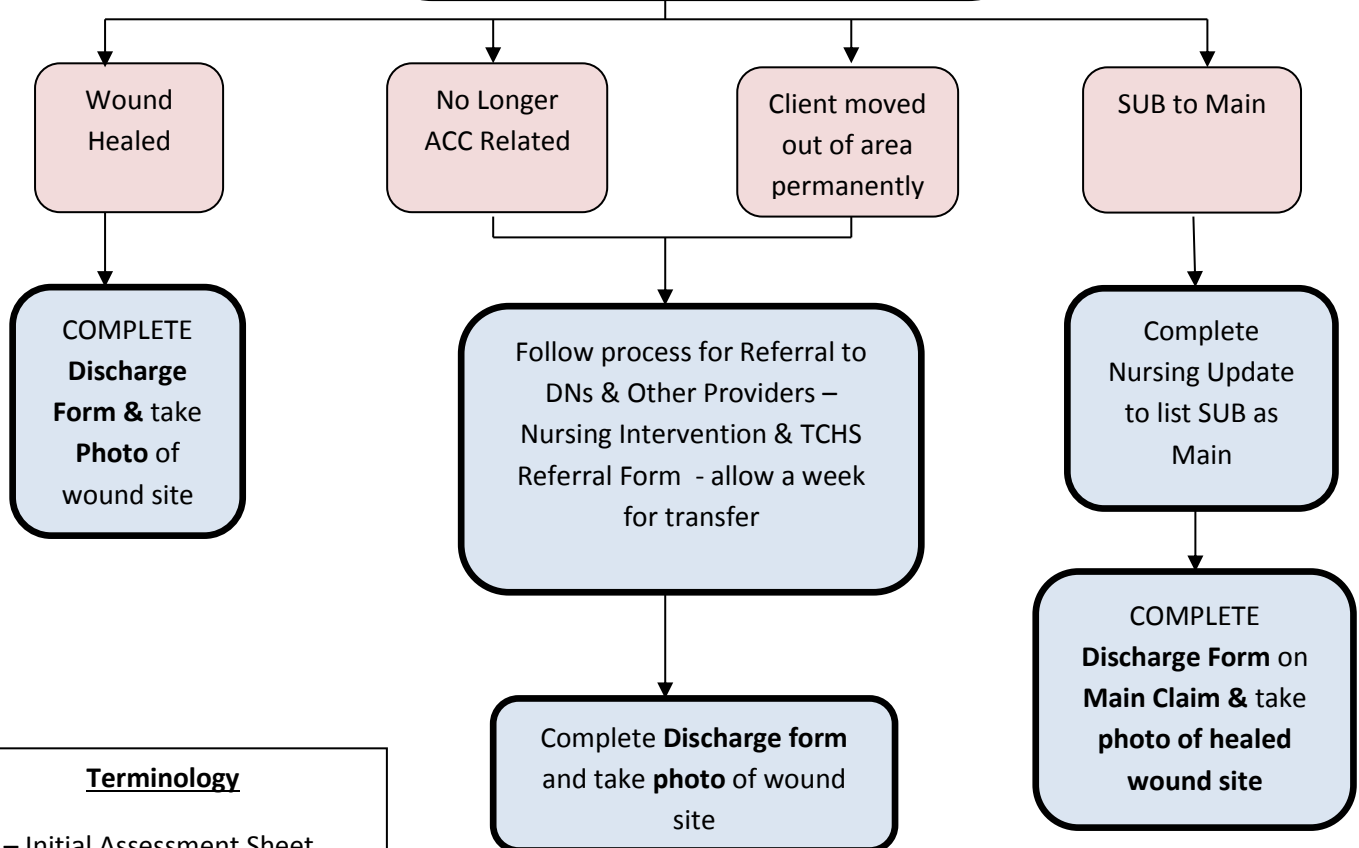 Wound
Healed
No Longer
ACC Related
Client moved
out of area
permanently
SUB to Main
COMPLETE
Discharge
Form & take
Photo of
wound site
Follow process for Referral to
DNs & Other Providers –
Nursing Intervention & TCHS
Referral Form - allow a week
for transfer
Complete
Nursing Update
to list SUB as
Main
Complete Discharge form
and take photo of wound
site
COMPLETE
Discharge Form on
Main Claim & take
photo of healed
wound site
Terminology
– Initial Assessment Sheet